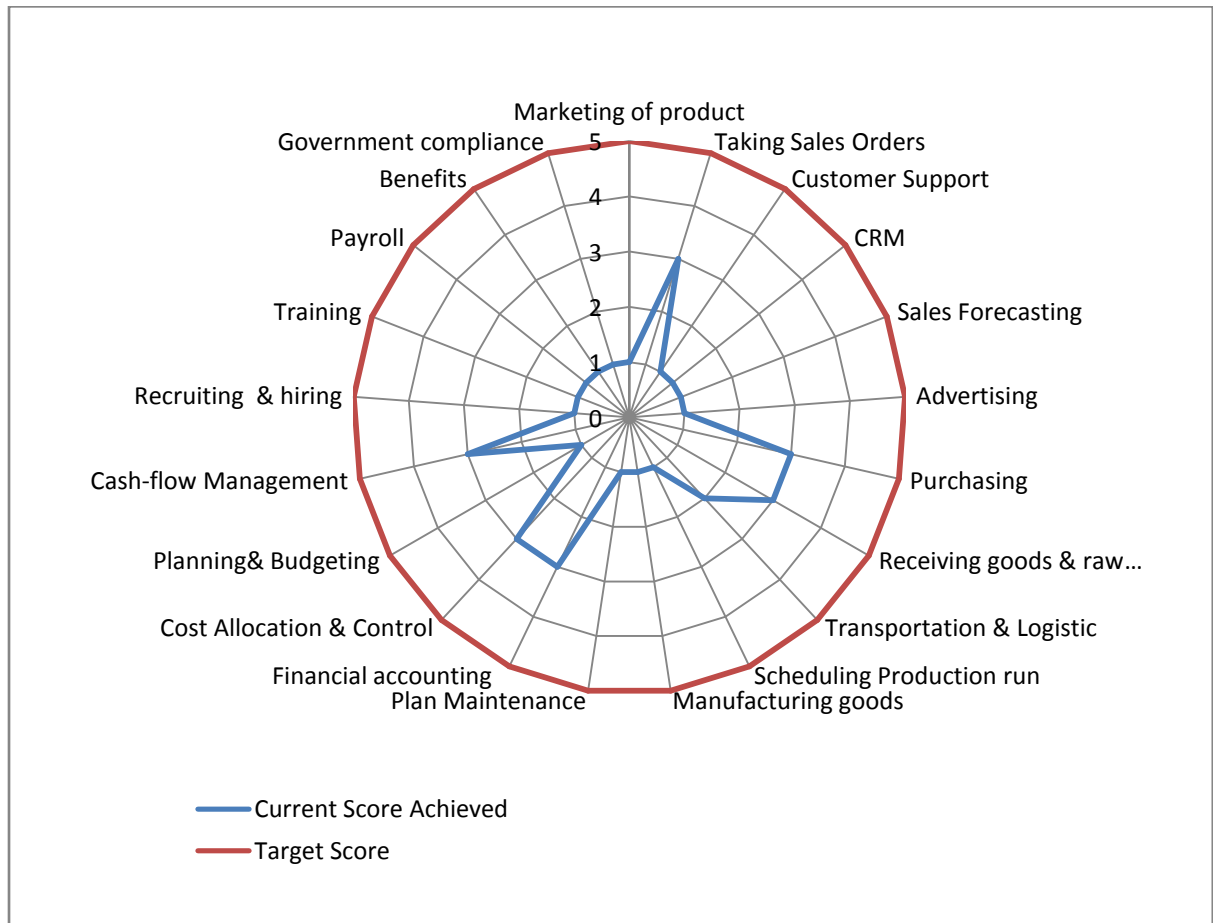 Marketing of product
Taking Sales Orders
Customer Support
CRM
Sales Forecasting
Advertising
Purchasing
Receiving goods & raw…
Transportation & Logistic
Scheduling Production run
Manufacturing goods
Plan Maintenance
Financial accounting
Cost Allocation & Control
Planning& Budgeting
Cash-flow Management
Recruiting & hiring
Training
Payroll
Benefits
Government compliance
5
4
3
2
1
0
Current Score Achieved
Target Score